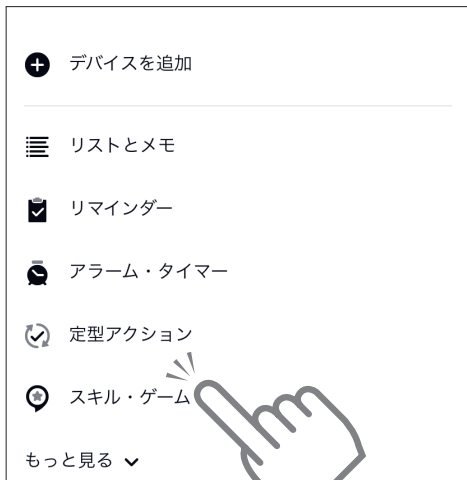 デバイスを追加
リストとメモ
リマインダー
アラーム・タイマー
定型アクション
スキル・ゲーム
もっと見る